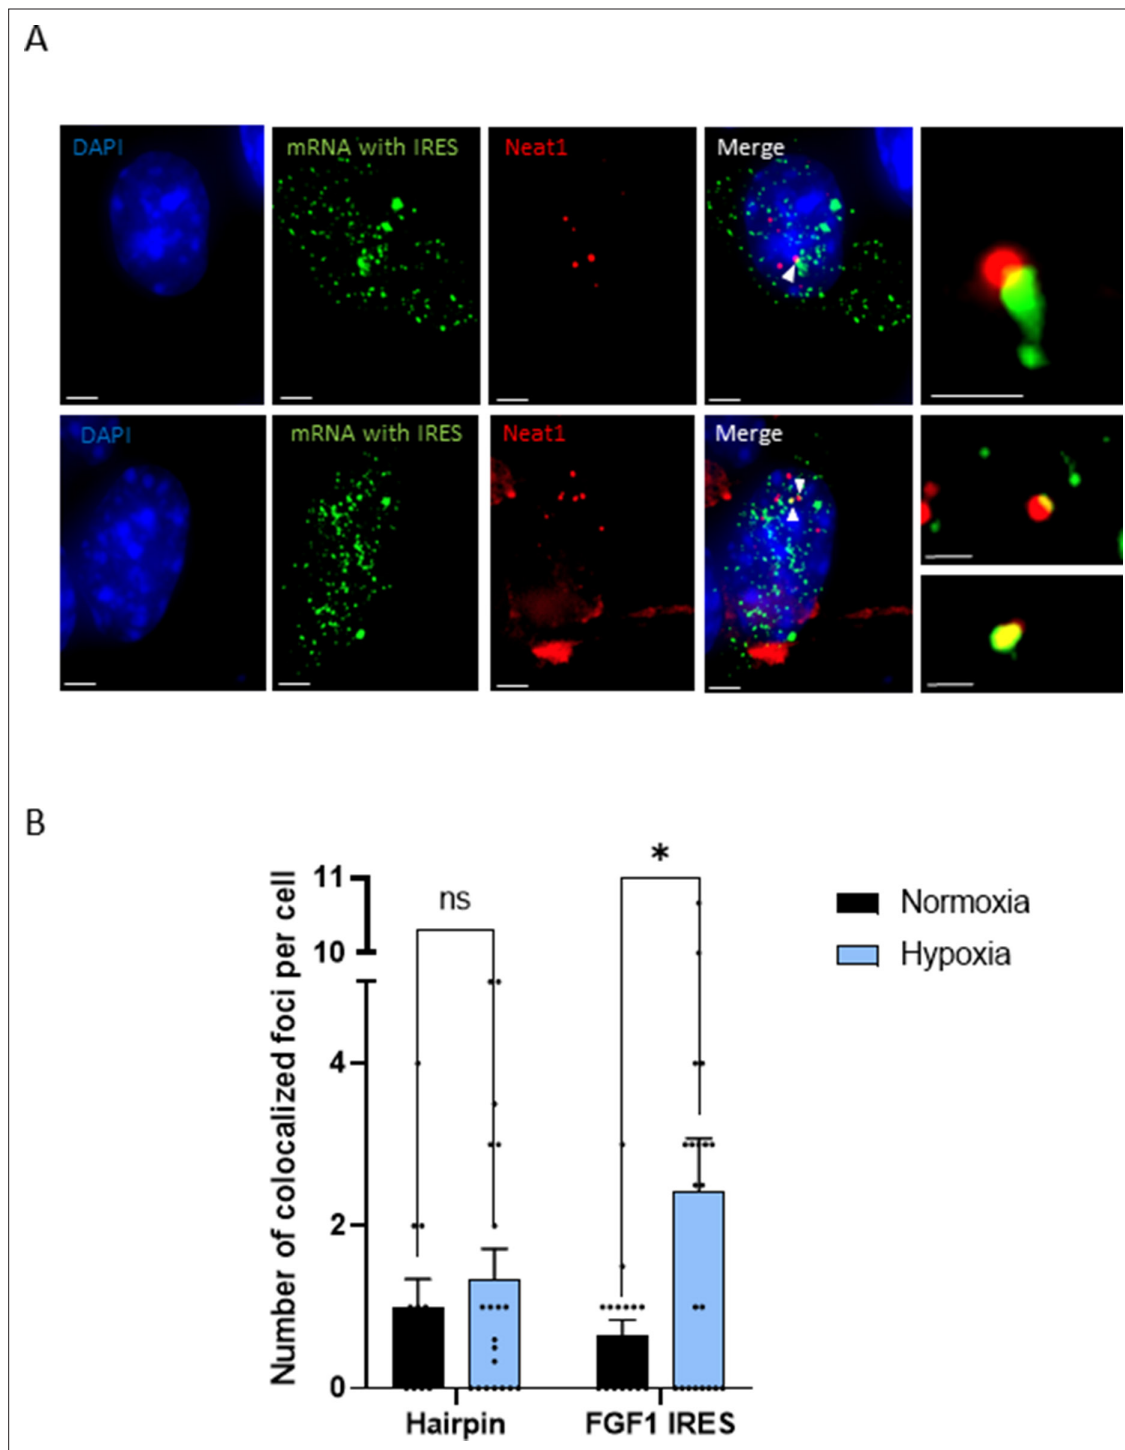 A
DAPI mRNA with IRES Neat1 Merge
DAPI mRNA with IRES Neat1 Merge
B
Number of colocalized foci per cell
11
10
4
2
0
ns
*
Normoxia
Hypoxia
Hairpin FGF1 IRES